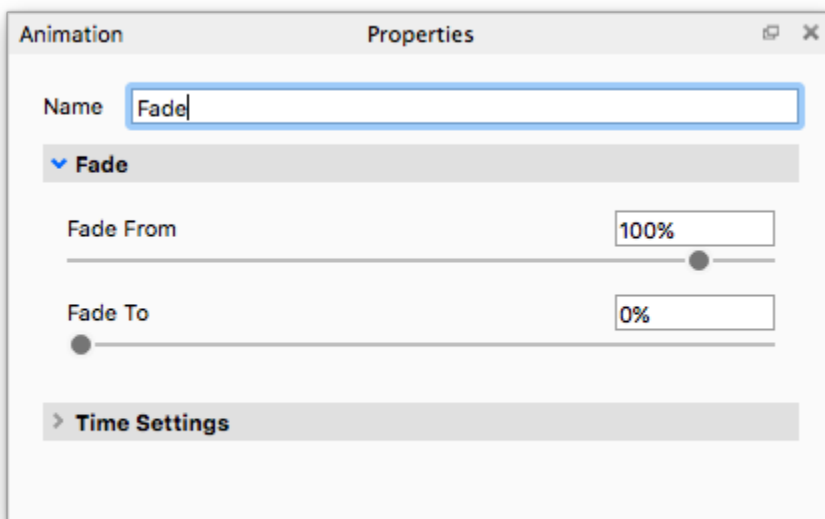 Animation Properties
Name Fade
Fade
Fade From 100%
Fade To 0%
Time Settings